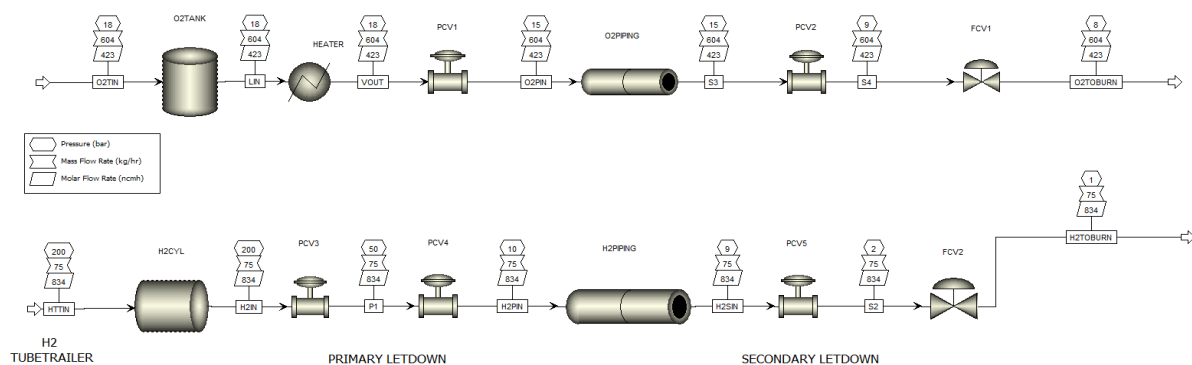 18
18
18
15
15
9
8
O2TANK
604
604
604
PCV1
604
604
PCV2
604
FCV1
604
423
423
HEATER
423
423
423
423
423
O2TIN
LIN
VOUT
O2PIN
O2PIPING
S3
S4
O2TOBURN
Pressure (bar)
Mass Flow Rate (kg/hr)
Molar Flow Rate (ncmh)
1
75
834
H2TOBURN
200
H2CYL
200
PCV3
50
PCV4
10
H2PIPING
9
PCV5
2
FCV2
75
75
75
75
75
75
834
834
834
834
834
834
HTTIN
H2IN
P1
H2PIN
H2SIN
S2
H2
TUBETRAILER
PRIMARY LETDOWN
SECONDARY LETDOWN